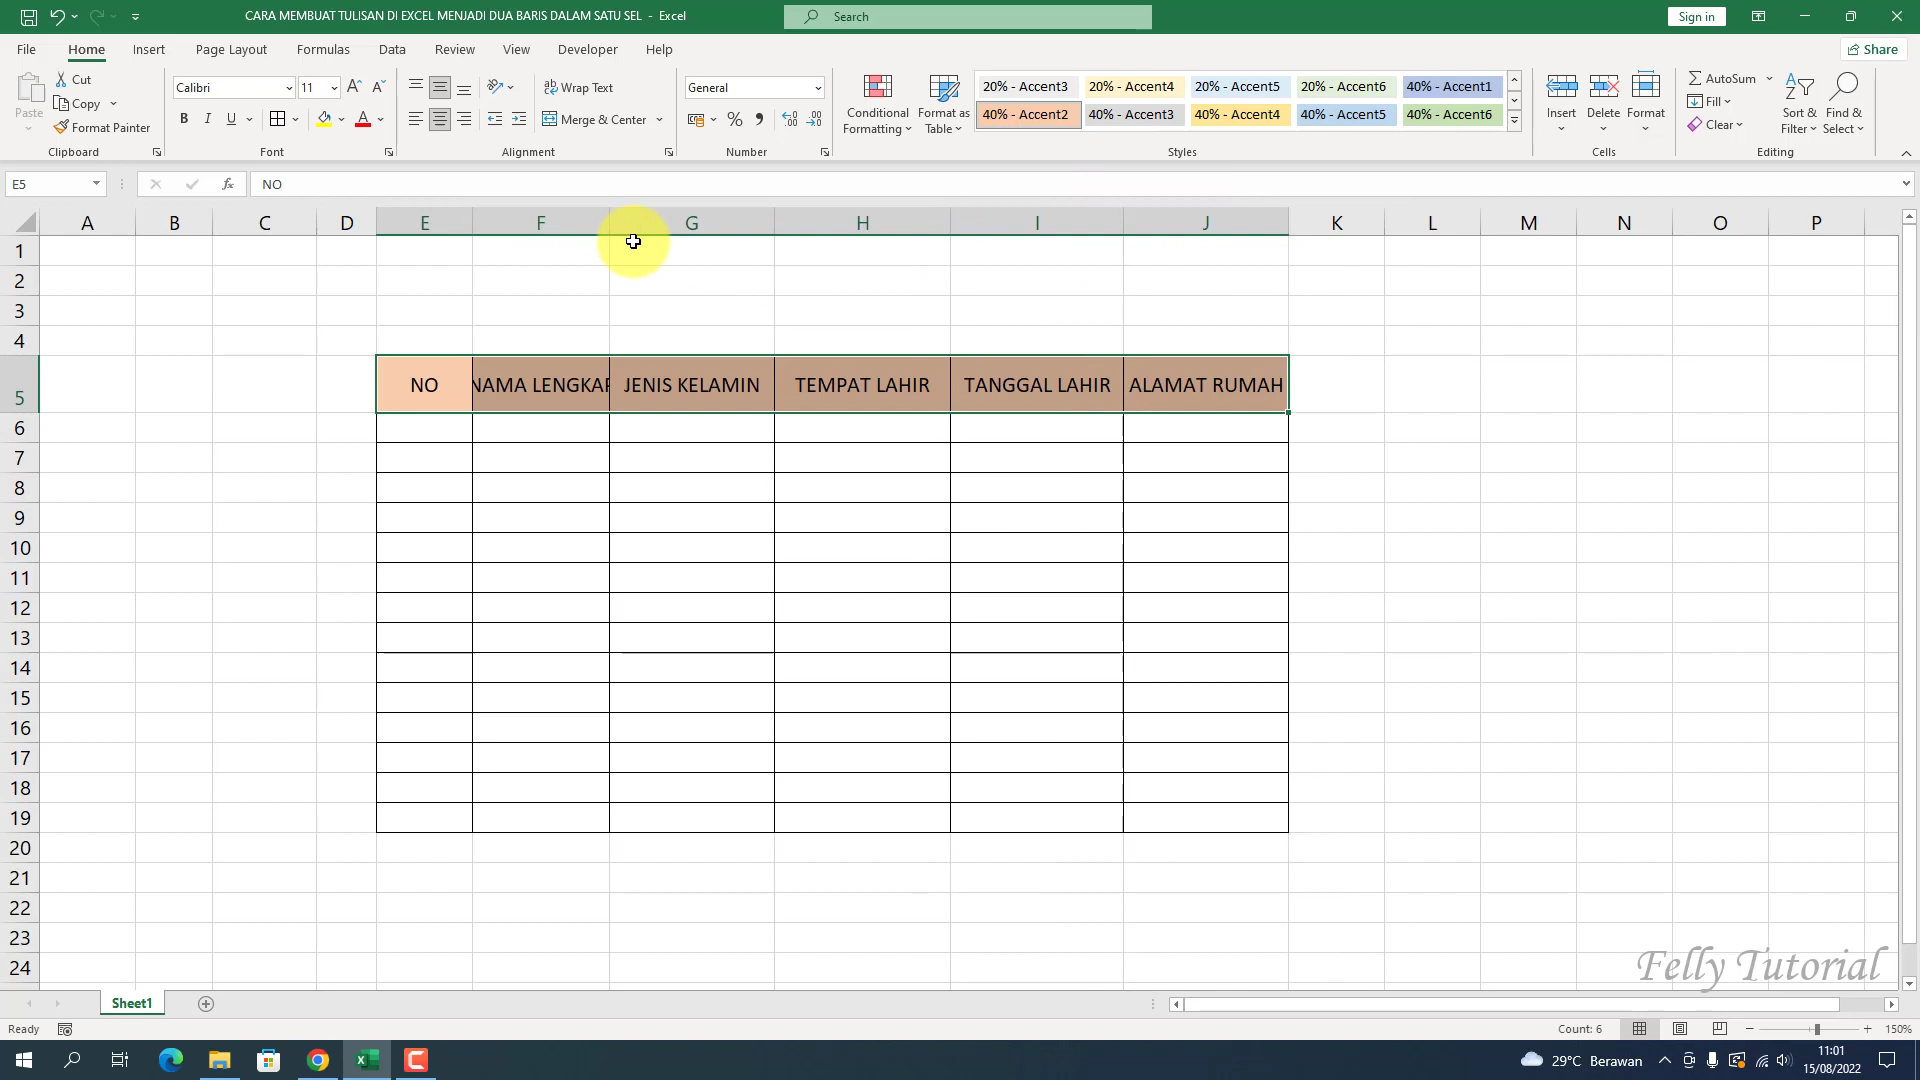 CARA MEMBUAT TULISAN DI EXCEL MENJADI DUA BARIS DALAM SATU SEL - Excel
Search
Sign in
File Home Insert Page Layout Formulas Data Review View Developer Help
Share
Paste
Cut
Copy
Format Painter
Clipboard
Calibri 11
B I U
Font
Wrap Text
Merge & Center
Alignment
General
Number
Conditional Formatting
Format as Table
20% - Accent3 20% - Accent4 20% - Accent5 20% - Accent6 40% - Accent1
40% - Accent2 40% - Accent3 40% - Accent4 40% - Accent5 40% - Accent6
Styles
Insert Delete Format
Cells
AutoSum
Fill
Clear
Sort & Filter
Find & Select
Editing
E5 fx NO
A B C D E F G H I J K L M N O P
1
2
3
4
5 NO NAMA LENGKAP JENIS KELAMIN TEMPAT LAHIR TANGGAL LAHIR ALAMAT RUMAH
6
7
8
9
10
11
12
13
14
15
16
17
18
19
20
21
22
23
24
Felly Tutorial
Sheet1
Ready
Count: 6
150%
29°C Berawan
11:01
15/08/2022